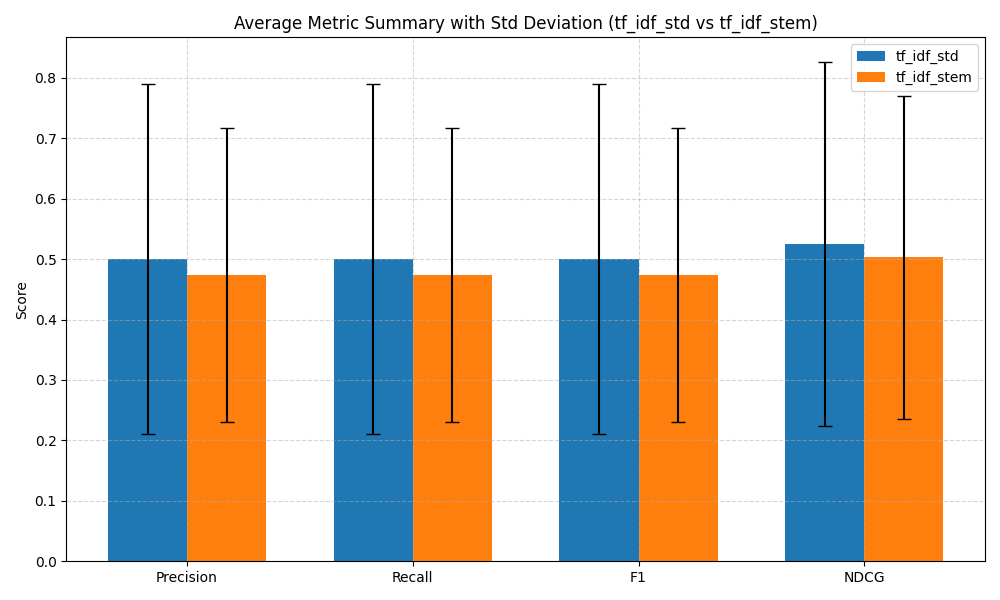 Average Metric Summary with Std Deviation (tf_idf_std vs tf_idf_stem)
tf_idf_std
tf_idf_stem
Score
0.8
0.7
0.6
0.5
0.4
0.3
0.2
0.1
0.0
Precision
Recall
F1
NDCG